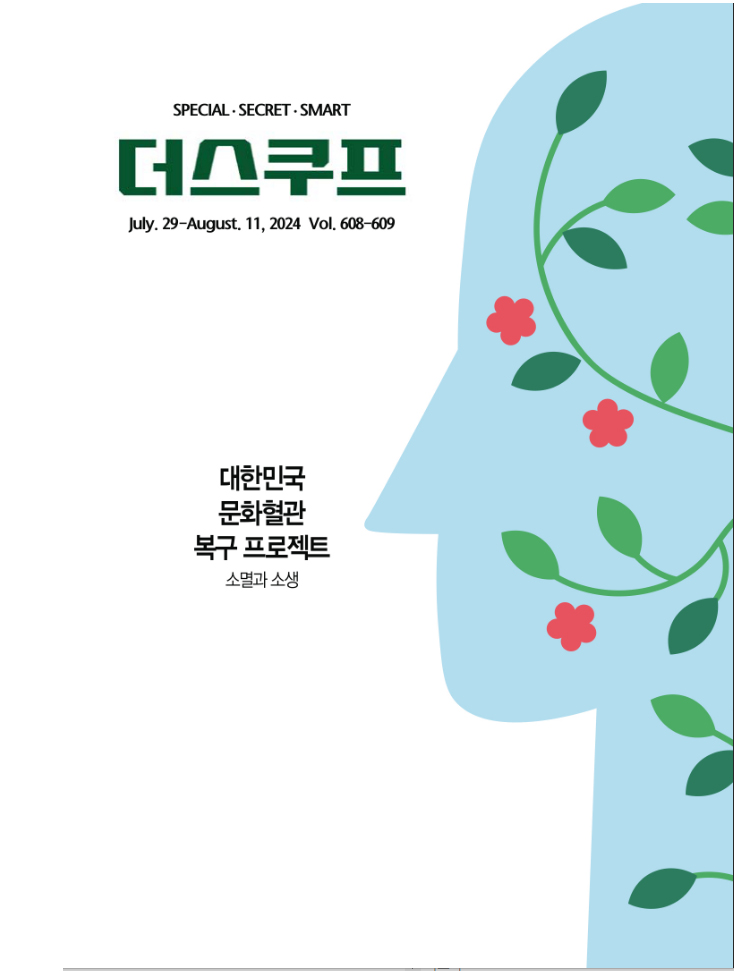 SPECIAL · SECRET · SMART
더스쿠프
July. 29-August. 11, 2024 Vol. 608-609
대한민국
문화혈관
복구 프로젝트
소멸과 소생